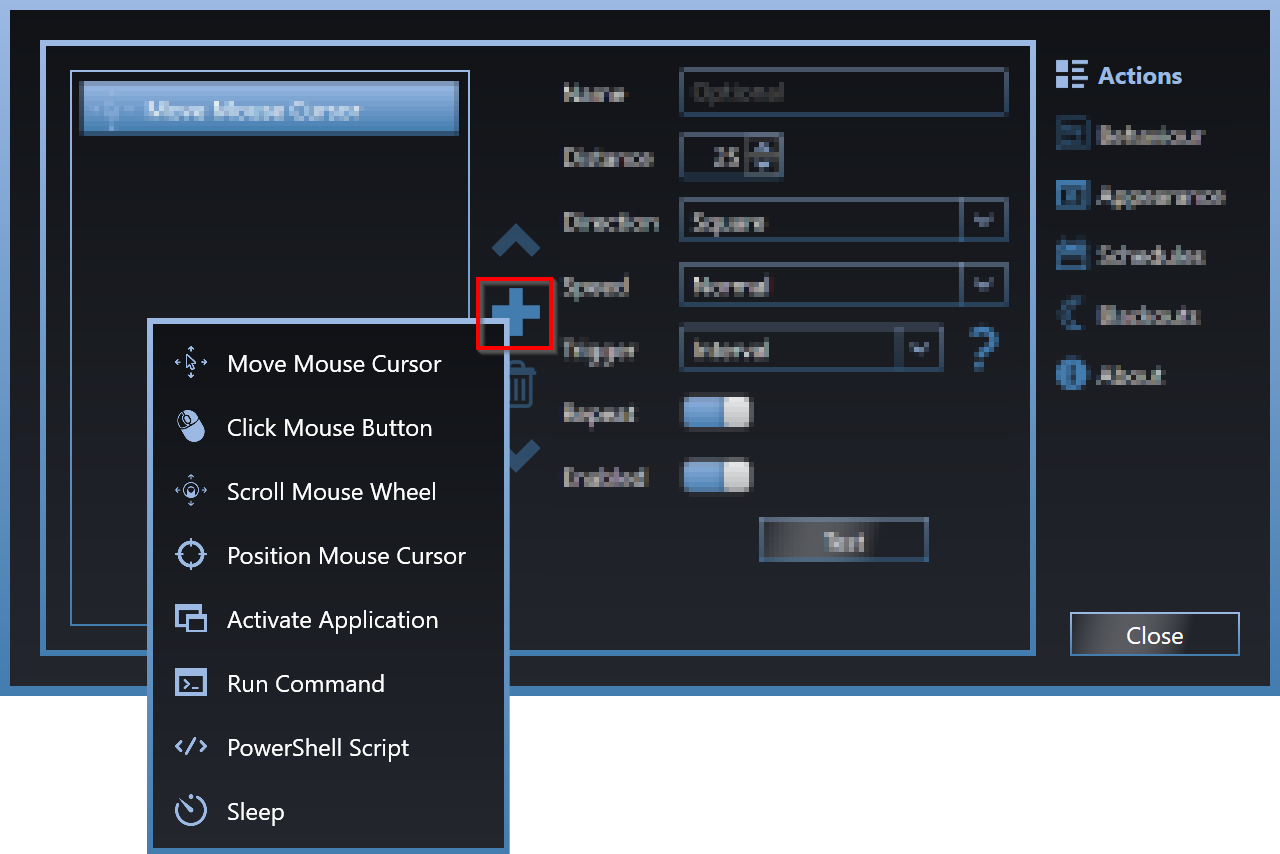 Move Mouse Cursor
Name
Optional
Distance
25
Direction
Square
Speed
Normal
Trigger
Interval
?
Repeat
Enabled
Test
Actions
Behaviour
Appearance
Schedules
Blackouts
About
Close
Move Mouse Cursor
Click Mouse Button
Scroll Mouse Wheel
Position Mouse Cursor
Activate Application
Run Command
PowerShell Script
Sleep